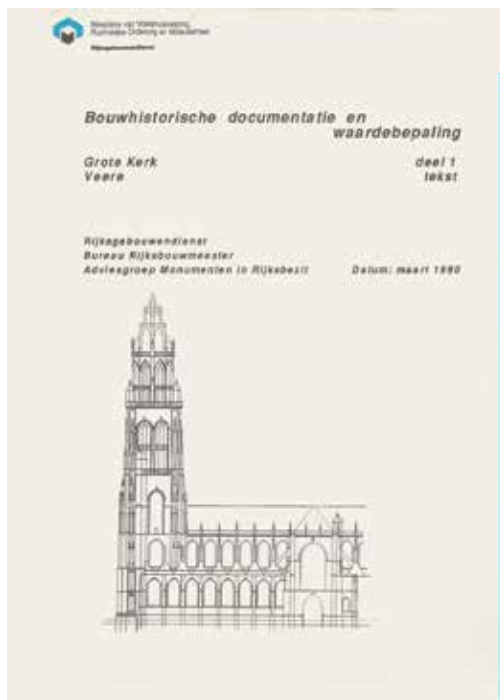 Ministerie van Volkshuisvesting,
Ruimtelijke Ordening en Milieubeheer
Rijksgebouwendienst
Bouwhistorische documentatie en
waardebepaling
Grote Kerk deel 1
Veere tekst
Rijksgebouwendienst
Bureau Rijksbouwmeester
Adviesgroep Monumenten in Rijksbezit Datum: maart 1990